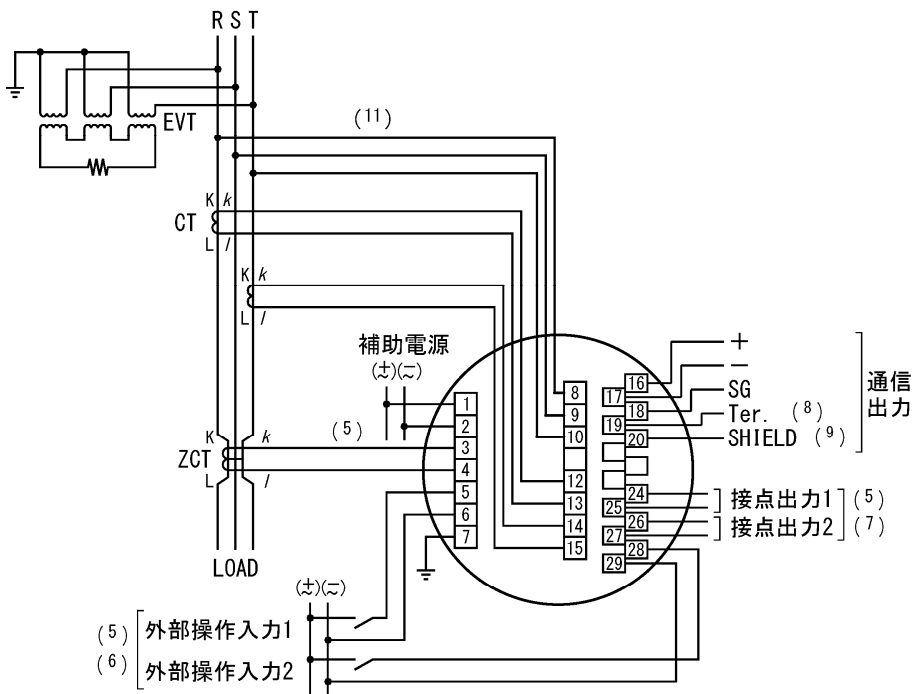 R S T
EVT
(11)
K k
CT
L l
K k
L l
補助電源
(±)(−)
(5)
K k
ZCT
L l
LOAD
1
2
3
4
5
6
7
8
9
10
12
13
14
15
16
17
18
19
20
24
25
26
27
28
29
+
−
SG
Ter. (8)
SHIELD (9)
通信
出力
接点出力1 (5)
接点出力2 (7)
(±)(−)
(5) 外部操作入力1
(6) 外部操作入力2